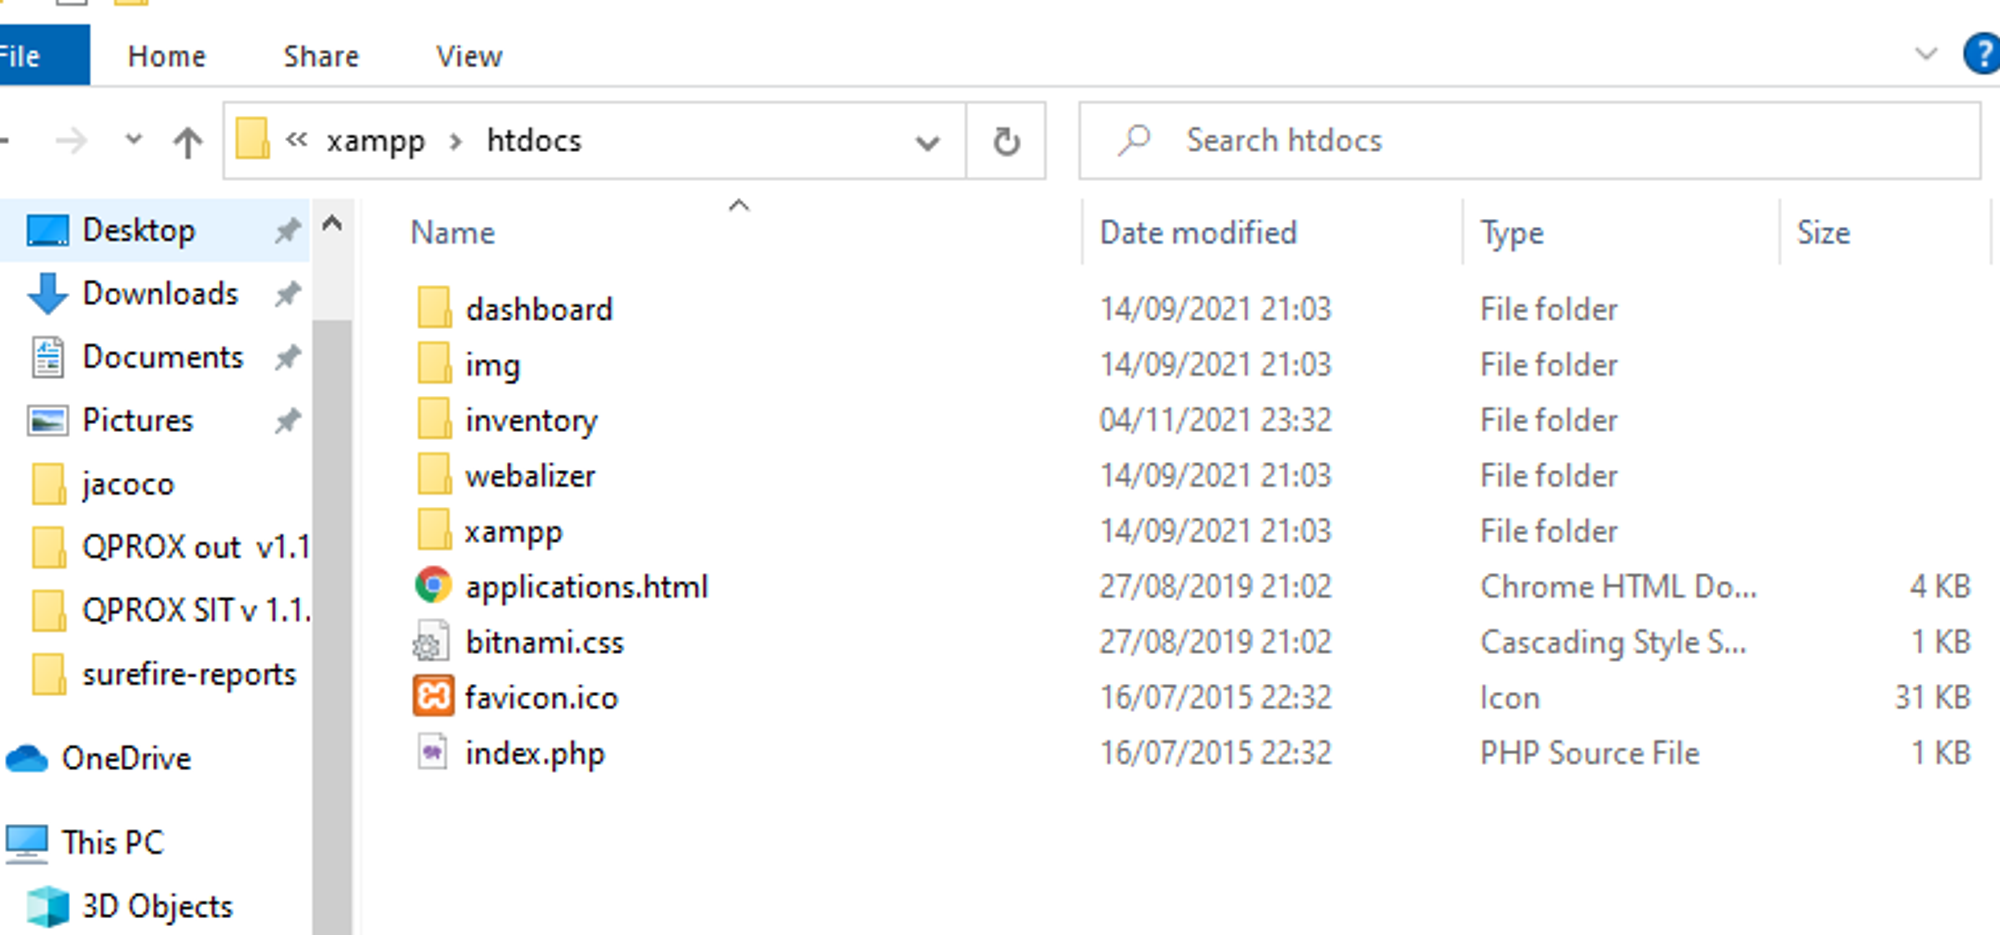 File Home Share View
« xampp › htdocs Search htdocs
Name Date modified Type Size
Desktop
Downloads
Documents
Pictures
jacoco
QPROX out v1.1
QPROX SIT v 1.1.
surefire-reports
OneDrive
This PC
3D Objects
dashboard 14/09/2021 21:03 File folder
img 14/09/2021 21:03 File folder
inventory 04/11/2021 23:32 File folder
webalizer 14/09/2021 21:03 File folder
xampp 14/09/2021 21:03 File folder
applications.html 27/08/2019 21:02 Chrome HTML Do... 4 KB
bitnami.css 27/08/2019 21:02 Cascading Style S... 1 KB
favicon.ico 16/07/2015 22:32 Icon 31 KB
index.php 16/07/2015 22:32 PHP Source File 1 KB